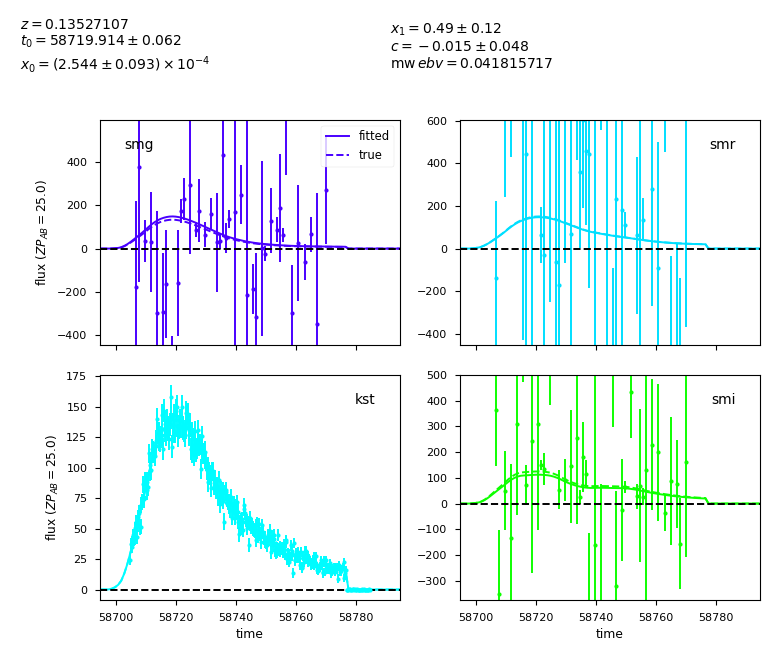 z = 0.13527107
t₀ = 58719.914 ± 0.062
x₀ = (2.544 ± 0.093) × 10⁻⁴
x₁ = 0.49 ± 0.12
c = −0.015 ± 0.048
mw ebv = 0.041815717
smg
fitted
true
400
200
0
−200
−400
flux (ZP_AB = 25.0)
smr
600
400
200
0
−200
−400
kst
175
150
125
100
75
50
25
0
flux (ZP_AB = 25.0)
58700 58720 58740 58760 58780
time
smi
500
400
300
200
100
0
−100
−200
−300
58700 58720 58740 58760 58780
time